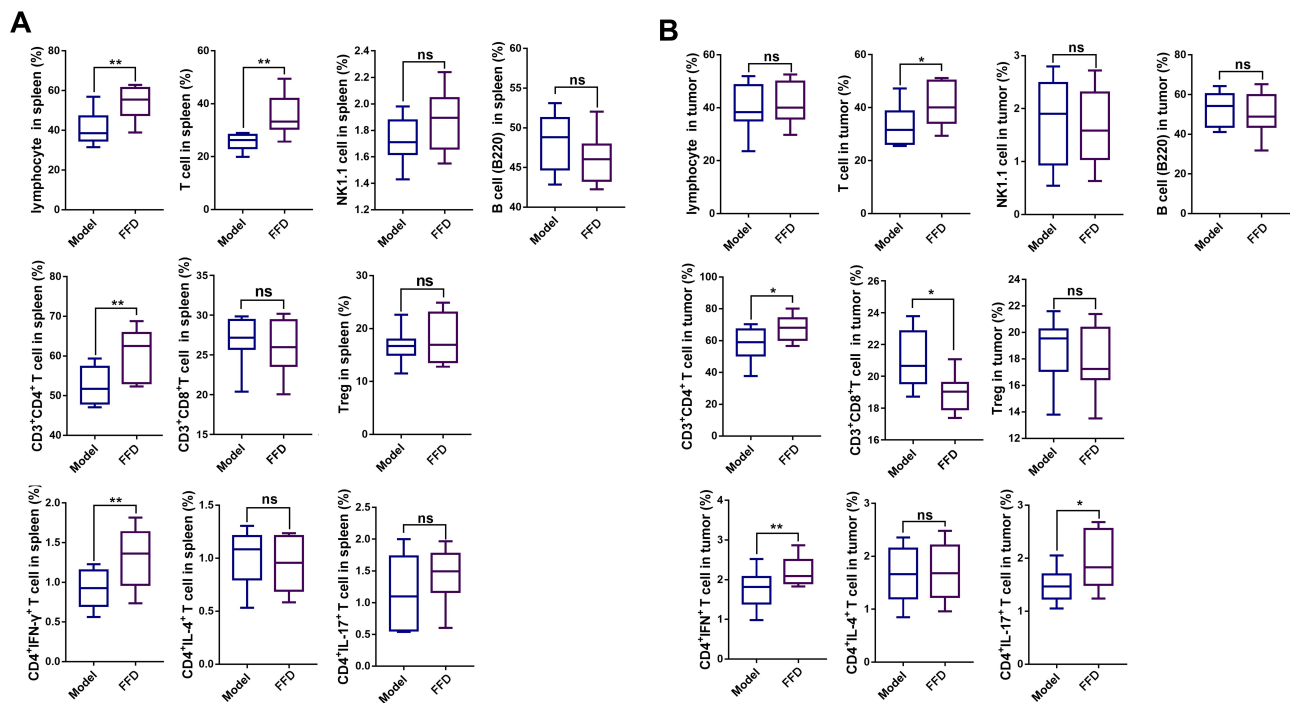 A
lymphocyte in spleen (%)
80
60
40
20
0
**
Model
FFD
T cell in spleen (%)
60
40
20
0
**
Model
FFD
NK1.1 cell in spleen (%)
2.4
2.2
2.0
1.8
1.6
1.4
1.2
ns
Model
FFD
B cell (B220) in spleen (%)
60
55
50
45
40
ns
Model
FFD
CD3+CD4+ T cell in spleen (%)
80
70
60
50
40
**
Model
FFD
CD3+CD8+T cell in spleen (%)
35
30
25
20
15
ns
Model
FFD
Treg in spleen (%)
30
20
10
0
ns
Model
FFD
CD4+IFN-γ+ T cell in spleen (%)
2.0
1.5
1.0
0.5
0.0
**
Model
FFD
CD4+IL-4+ T cell in spleen (%)
1.5
1.0
0.5
0.0
ns
Model
FFD
CD4+IL-17+ T cell in spleen (%)
2.5
2.0
1.5
1.0
0.5
0.0
ns
Model
FFD
B
lymphocyte in tumor (%)
60
40
20
0
ns
Model
FFD
T cell in tumor (%)
60
40
20
0
*
Model
FFD
NK1.1 cell in tumor (%)
3
2
1
0
ns
Model
FFD
B cell (B220) in tumor (%)
80
60
40
20
0
ns
Model
FFD
CD3+CD4+ T cell in tumor (%)
100
80
60
40
20
0
*
Model
FFD
CD3+CD8+T cell in tumor (%)
26
24
22
20
18
16
*
Model
FFD
Treg in tumor (%)
24
22
20
18
16
14
12
ns
Model
FFD
CD4+IFN+ T cell in tumor (%)
4
3
2
1
0
**
Model
FFD
CD4+IL-4+ T cell in tumor (%)
3
2
1
0
ns
Model
FFD
CD4+IL-17+ T cell in tumor (%)
3
2
1
0
*
Model
FFD